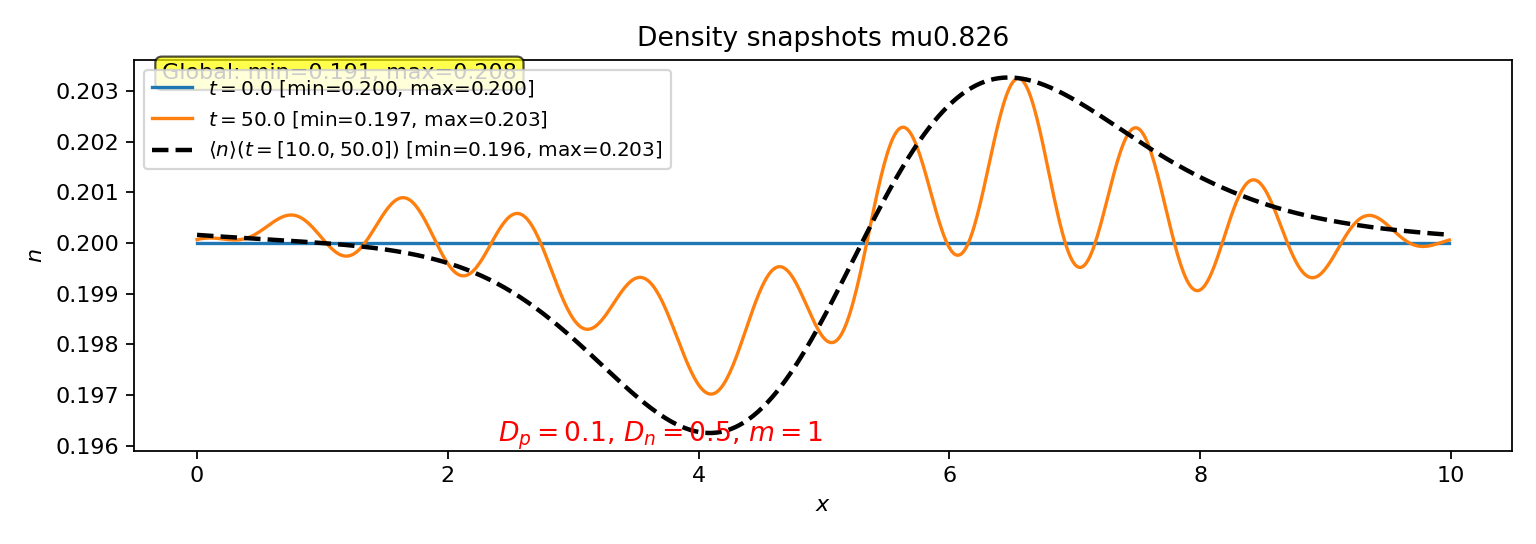 Density snapshots mu0.826
Global: min=0.191, max=0.208
t = 0.0 [min=0.200, max=0.200]
t = 50.0 [min=0.197, max=0.203]
⟨n⟩(t = [10.0, 50.0]) [min=0.196, max=0.203]
0.203
0.202
0.201
0.200
0.199
0.198
0.197
0.196
n
D_p = 0.1, D_n = 0.5, m = 1
0 2 4 6 8 10
x